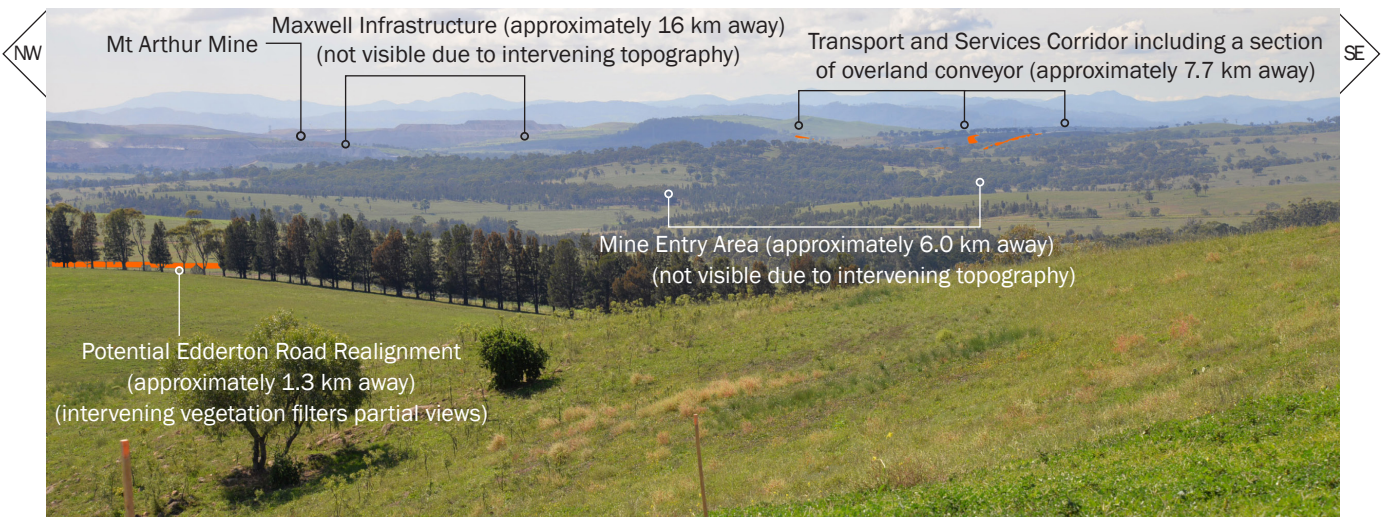 NW
Mt Arthur Mine
Maxwell Infrastructure (approximately 16 km away)
(not visible due to intervening topography)
Transport and Services Corridor including a section
of overland conveyor (approximately 7.7 km away)
SE
Mine Entry Area (approximately 6.0 km away)
(not visible due to intervening topography)
Potential Edderton Road Realignment
(approximately 1.3 km away)
(intervening vegetation filters partial views)